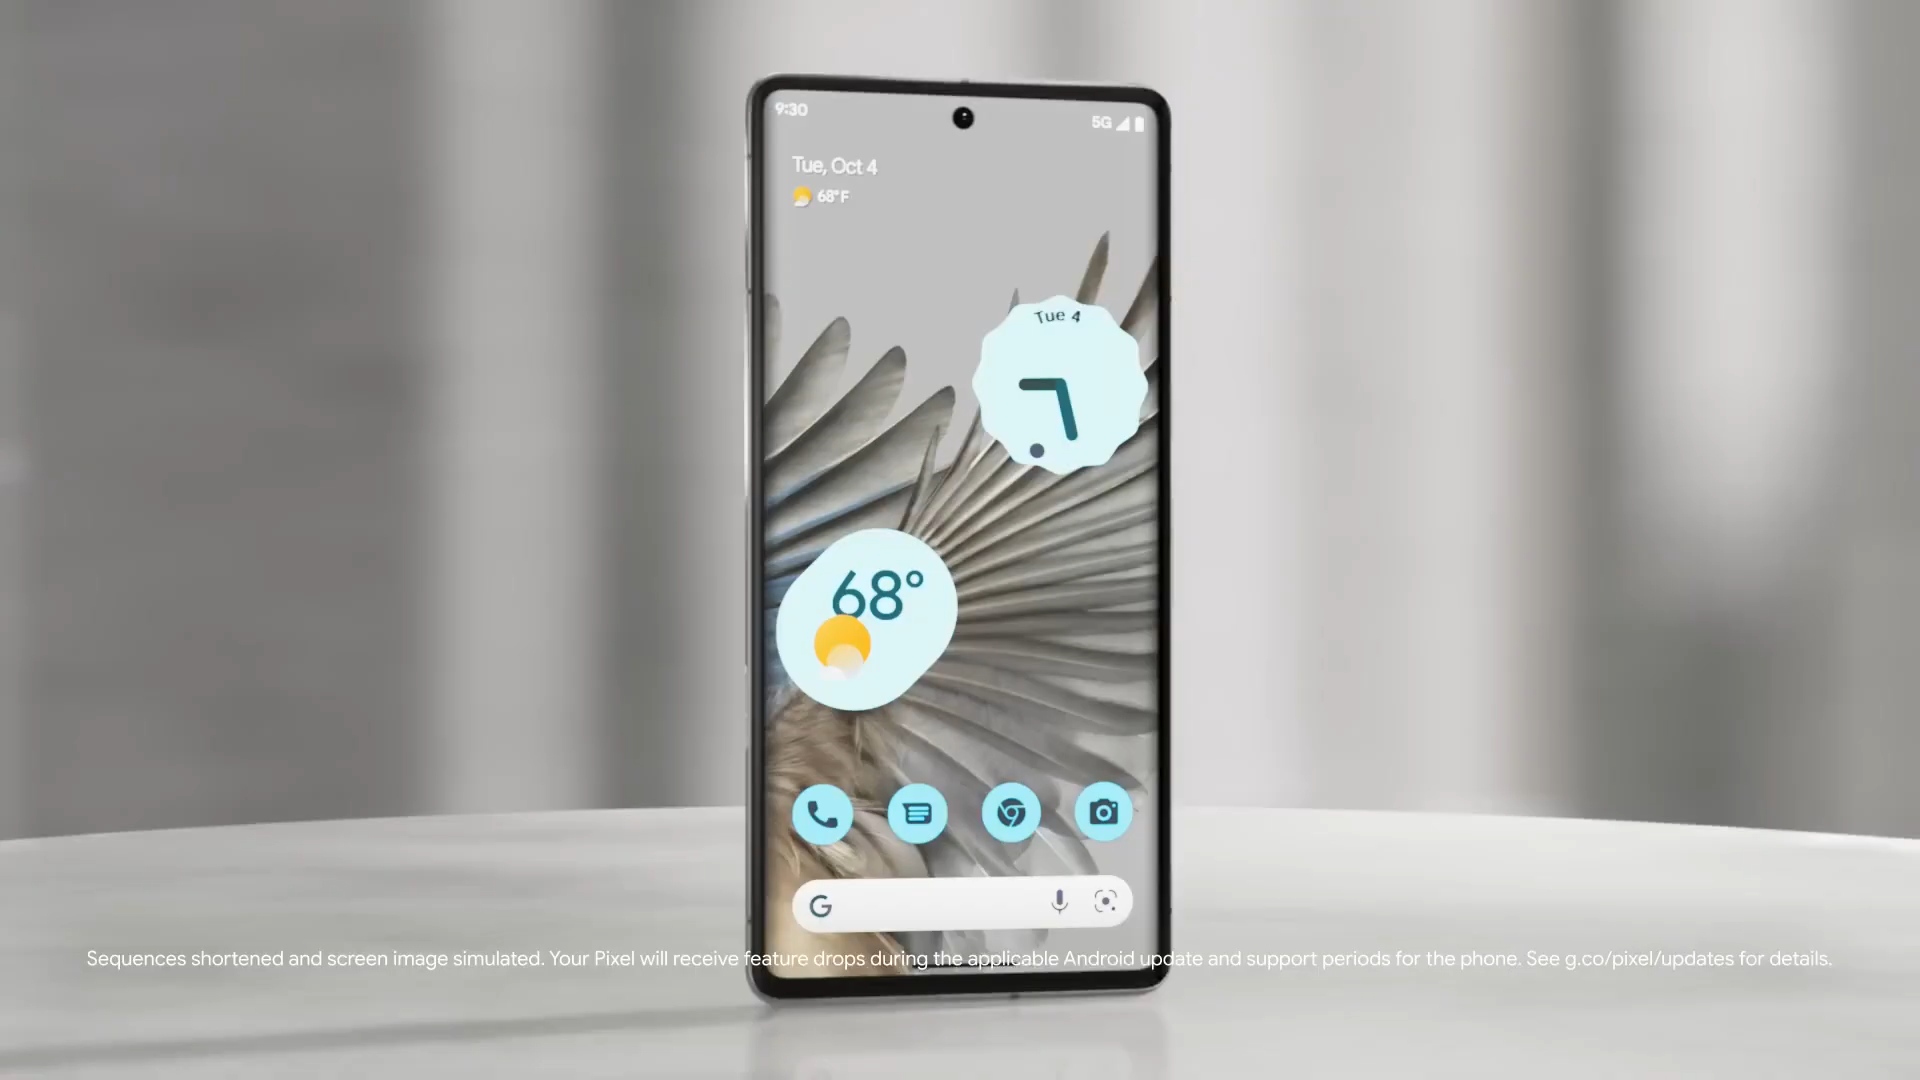 9:30
5G
Tue, Oct 4
68°F
Tue 4
68°
G
Sequences shortened and screen image simulated. Your Pixel will receive feature drops during the applicable Android update and support periods for the phone. See g.co/pixel/updates for details.